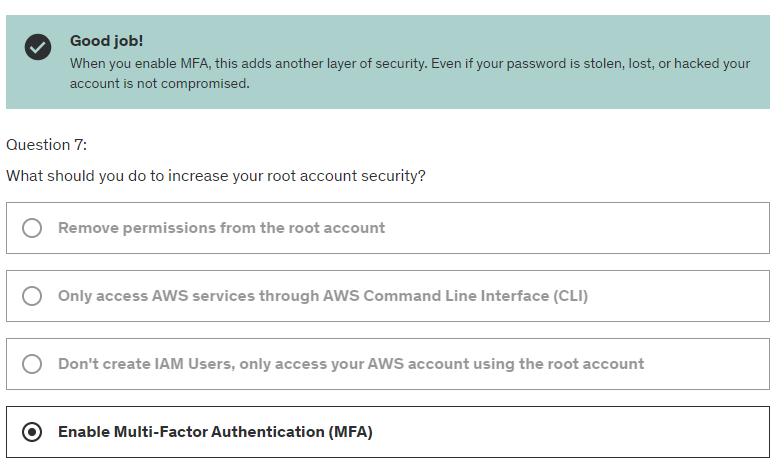 Good job!
When you enable MFA, this adds another layer of security. Even if your password is stolen, lost, or hacked your
account is not compromised.
Question 7:
What should you do to increase your root account security?
Remove permissions from the root account
Only access AWS services through AWS Command Line Interface (CLI)
Don't create IAM Users, only access your AWS account using the root account
Enable Multi-Factor Authentication (MFA)